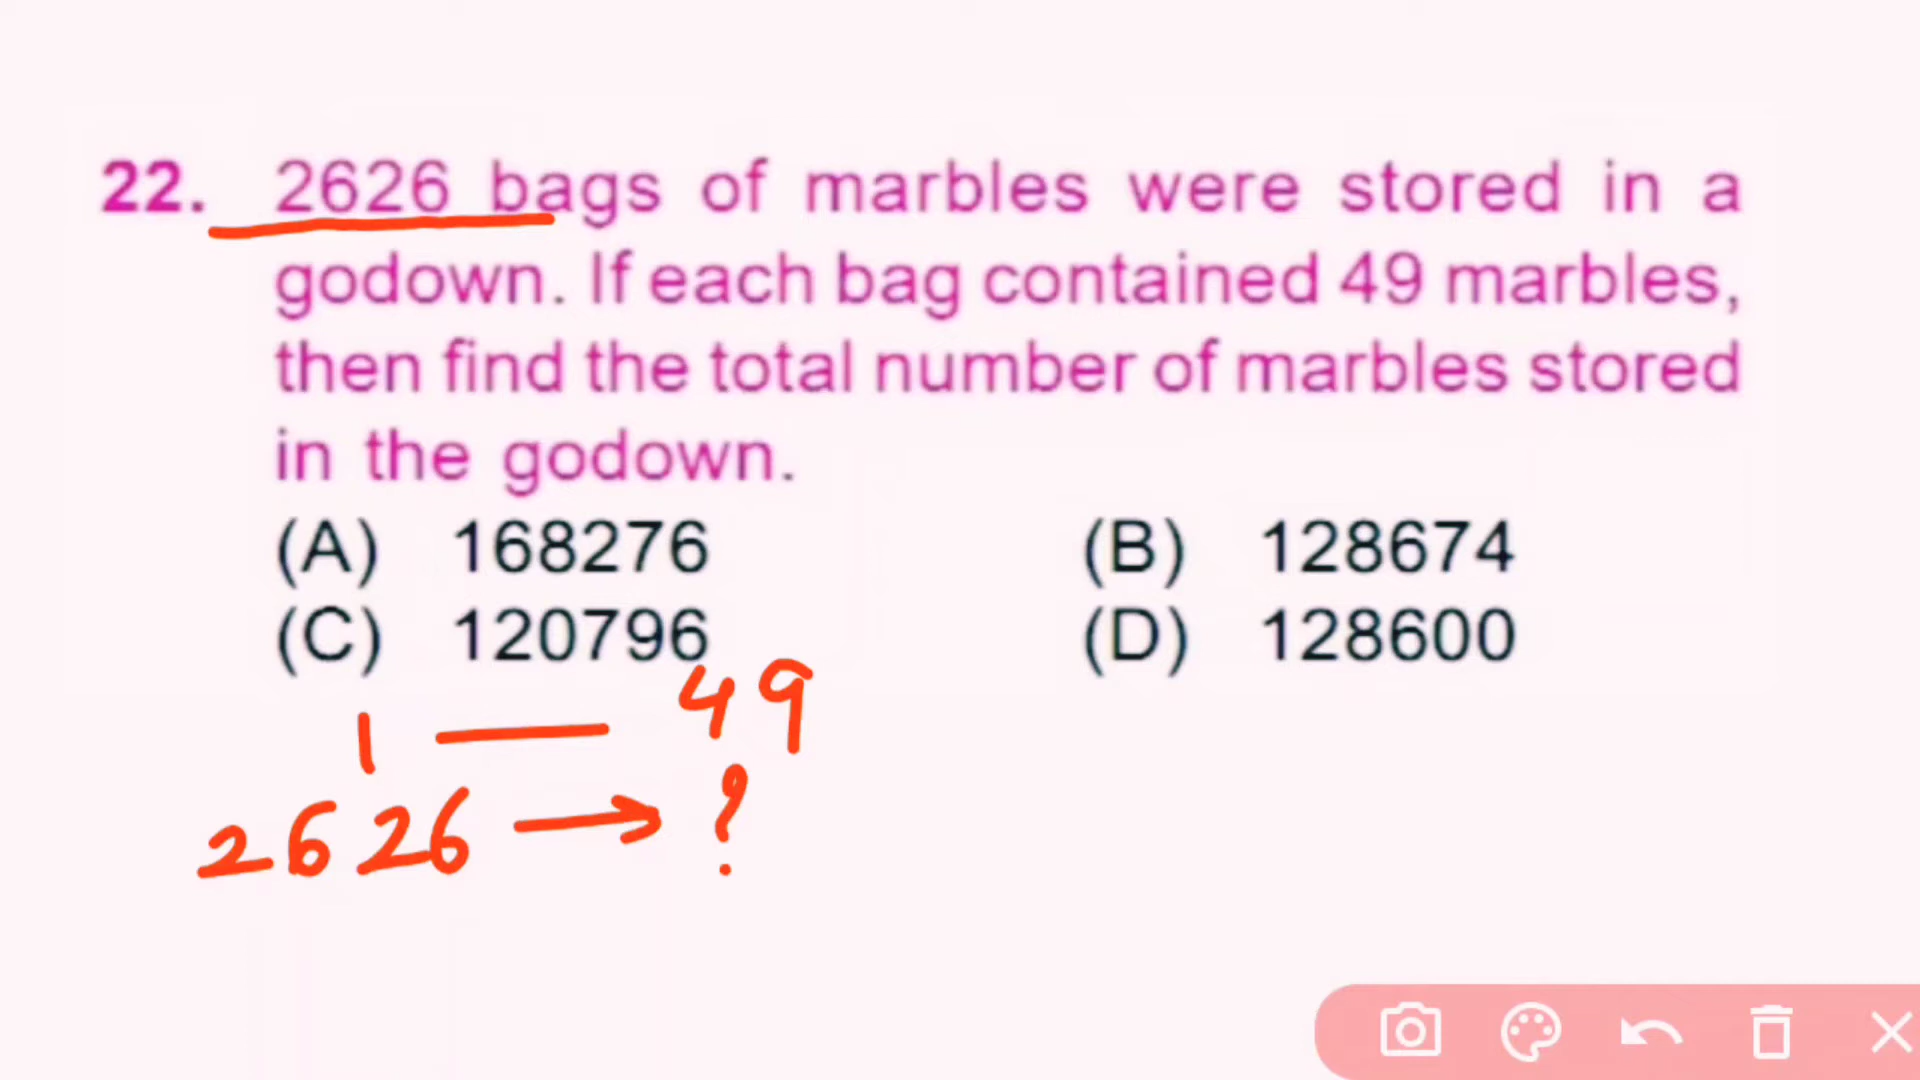 22. 2626 bags of marbles were stored in a
godown. If each bag contained 49 marbles,
then find the total number of marbles stored
in the godown.
(A) 168276 (B) 128674
(C) 120796 (D) 128600
1 — 49
2626 → ?